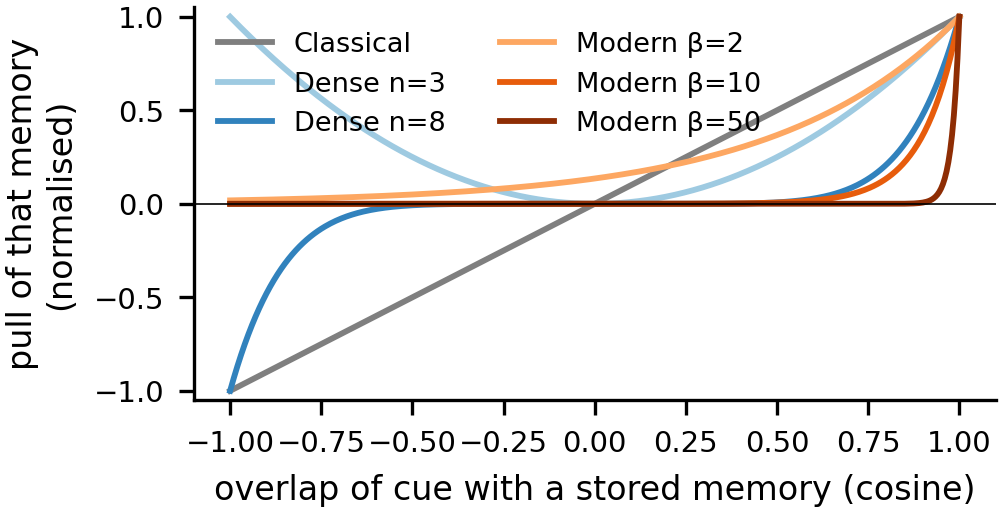 pull of that memory
(normalised)
1.0
0.5
0.0
−0.5
−1.0
Classical
Dense n=3
Dense n=8
Modern β=2
Modern β=10
Modern β=50
−1.00 −0.75 −0.50 −0.25 0.00 0.25 0.50 0.75 1.00
overlap of cue with a stored memory (cosine)